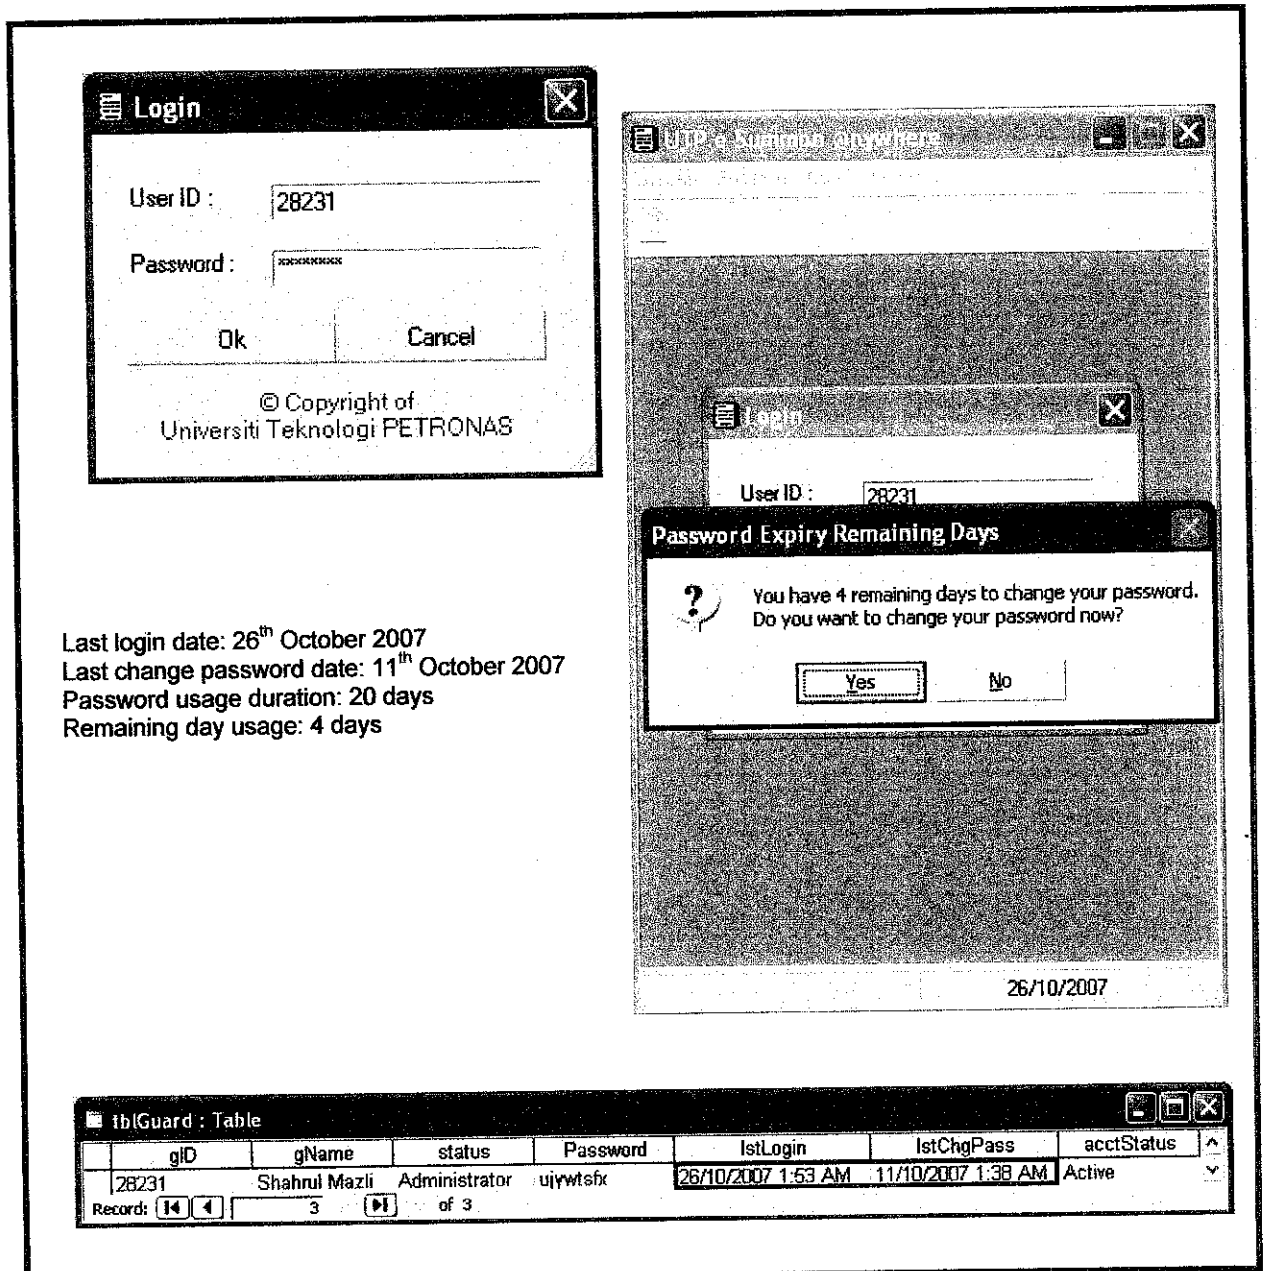 Login
User ID :
28231
Password :
xxxxxxxx
Ok
Cancel
© Copyright of
Universiti Teknologi PETRONAS
UTP e Summon anywhere
Login
User ID :
28231
Password Expiry Remaining Days
You have 4 remaining days to change your password.
Do you want to change your password now?
Yes
No
26/10/2007
Last login date: 26th October 2007
Last change password date: 11th October 2007
Password usage duration: 20 days
Remaining day usage: 4 days
tblGuard : Table
gID gName status Password lstLogin lstChgPass acctStatus
28231 Shahrul Mazli Administrator 26/10/2007 1:53 AM 11/10/2007 1:38 AM Active
Record: 3 of 3